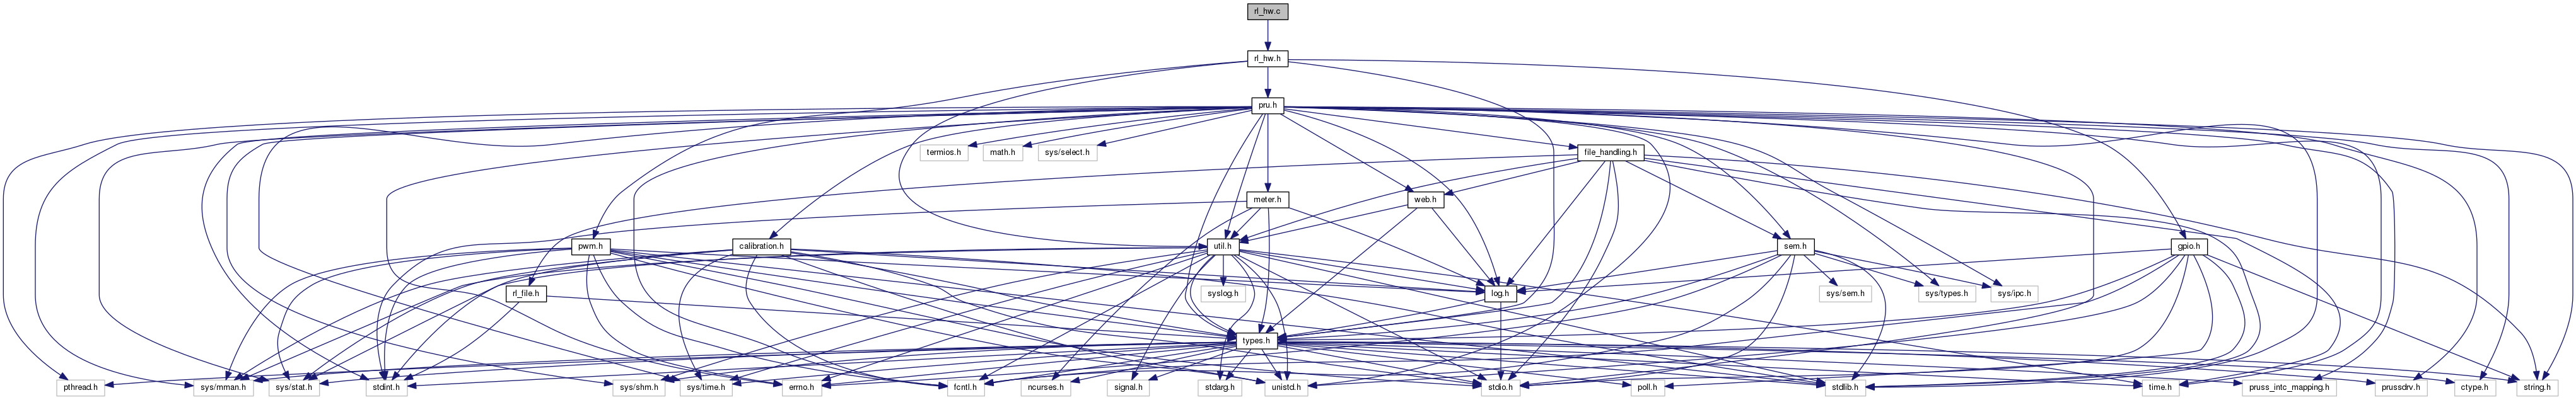 rl_hw.c
rl_hw.h
pru.h
termios.h
math.h
sys/select.h
file_handling.h
meter.h
web.h
pwm.h
calibration.h
util.h
sem.h
gpio.h
rl_file.h
syslog.h
log.h
sys/sem.h
sys/types.h
sys/ipc.h
types.h
pthread.h
sys/mman.h
sys/stat.h
stdint.h
sys/shm.h
sys/time.h
errno.h
fcntl.h
ncurses.h
signal.h
stdarg.h
unistd.h
stdio.h
poll.h
stdlib.h
time.h
pruss_intc_mapping.h
prussdrv.h
ctype.h
string.h